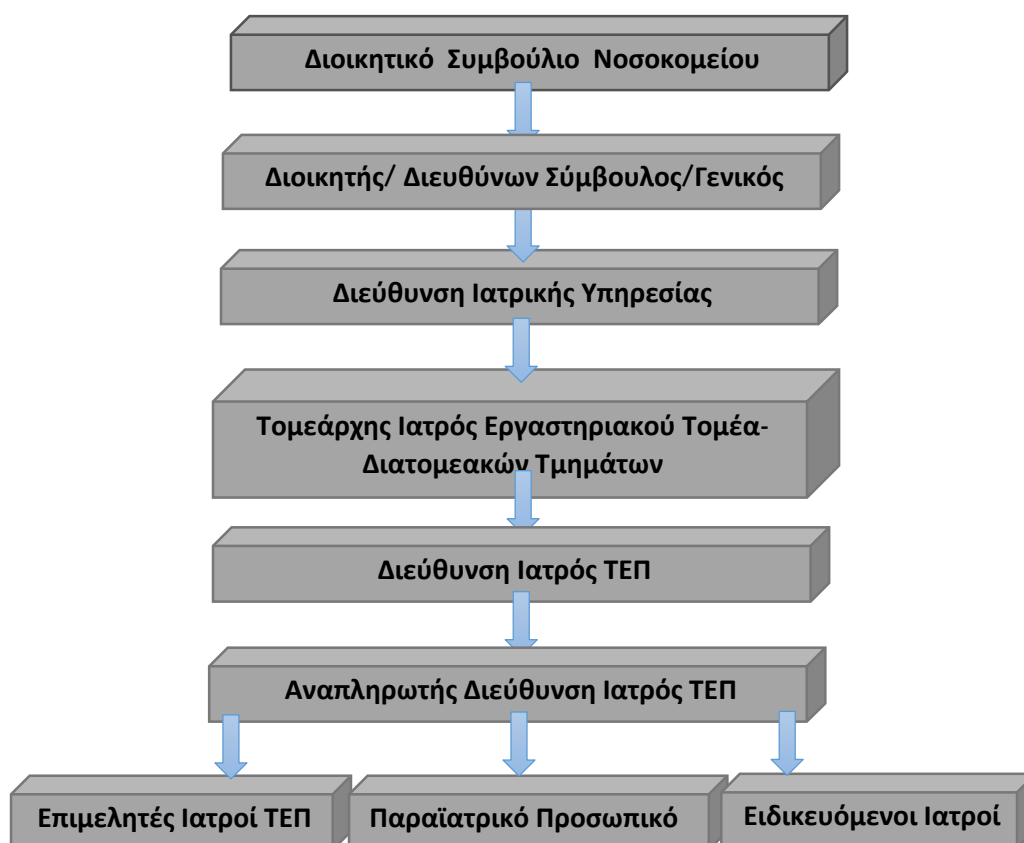 Διοικητικό Συμβούλιο Νοσοκομείου
Διοικητής/ Διευθύνων Σύμβουλος/Γενικός
Διεύθυνση Ιατρικής Υπηρεσίας
Τομεάρχης Ιατρός Εργαστηριακού Τομέα-
Διατομεακών Τμημάτων
Διεύθυνση Ιατρός ΤΕΠ
Αναπληρωτής Διεύθυνση Ιατρός ΤΕΠ
Επιμελητές Ιατροί ΤΕΠ
Παραϊατρικό Προσωπικό
Ειδικευόμενοι Ιατροί